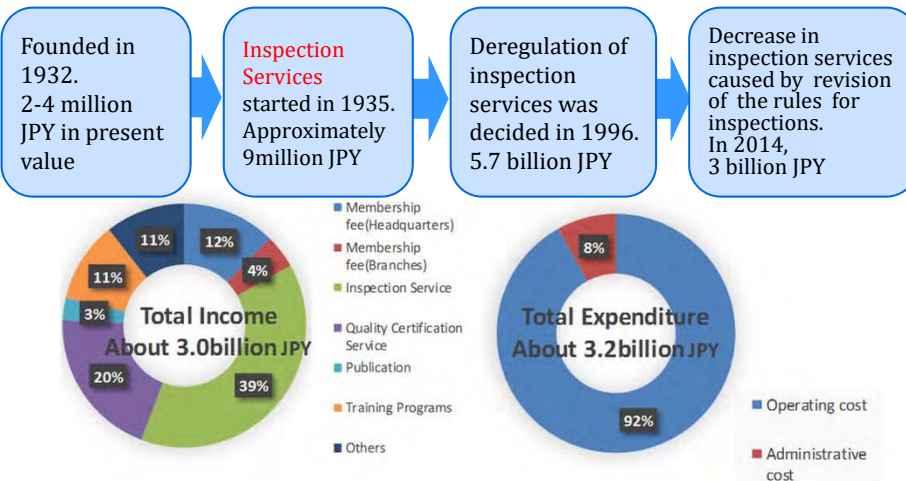 Founded in
1932.
2-4 million
JPY in present
value
Inspection
Services
started in 1935.
Approximately
9million JPY
Deregulation of
inspection
services was
decided in 1996.
5.7 billion JPY
Decrease in
inspection services
caused by revision
of the rules for
inspections.
In 2014,
3 billion JPY
11%
12%
4%
11%
3%
20%
39%
Total Income
About 3.0billion JPY
Membership
fee(Headquarters)
Membership
fee(Branches)
Inspection Service
Quality Certification
Service
Publication
Training Programs
Others
8%
Total Expenditure
About 3.2billion JPY
92%
Operating cost
Administrative
cost